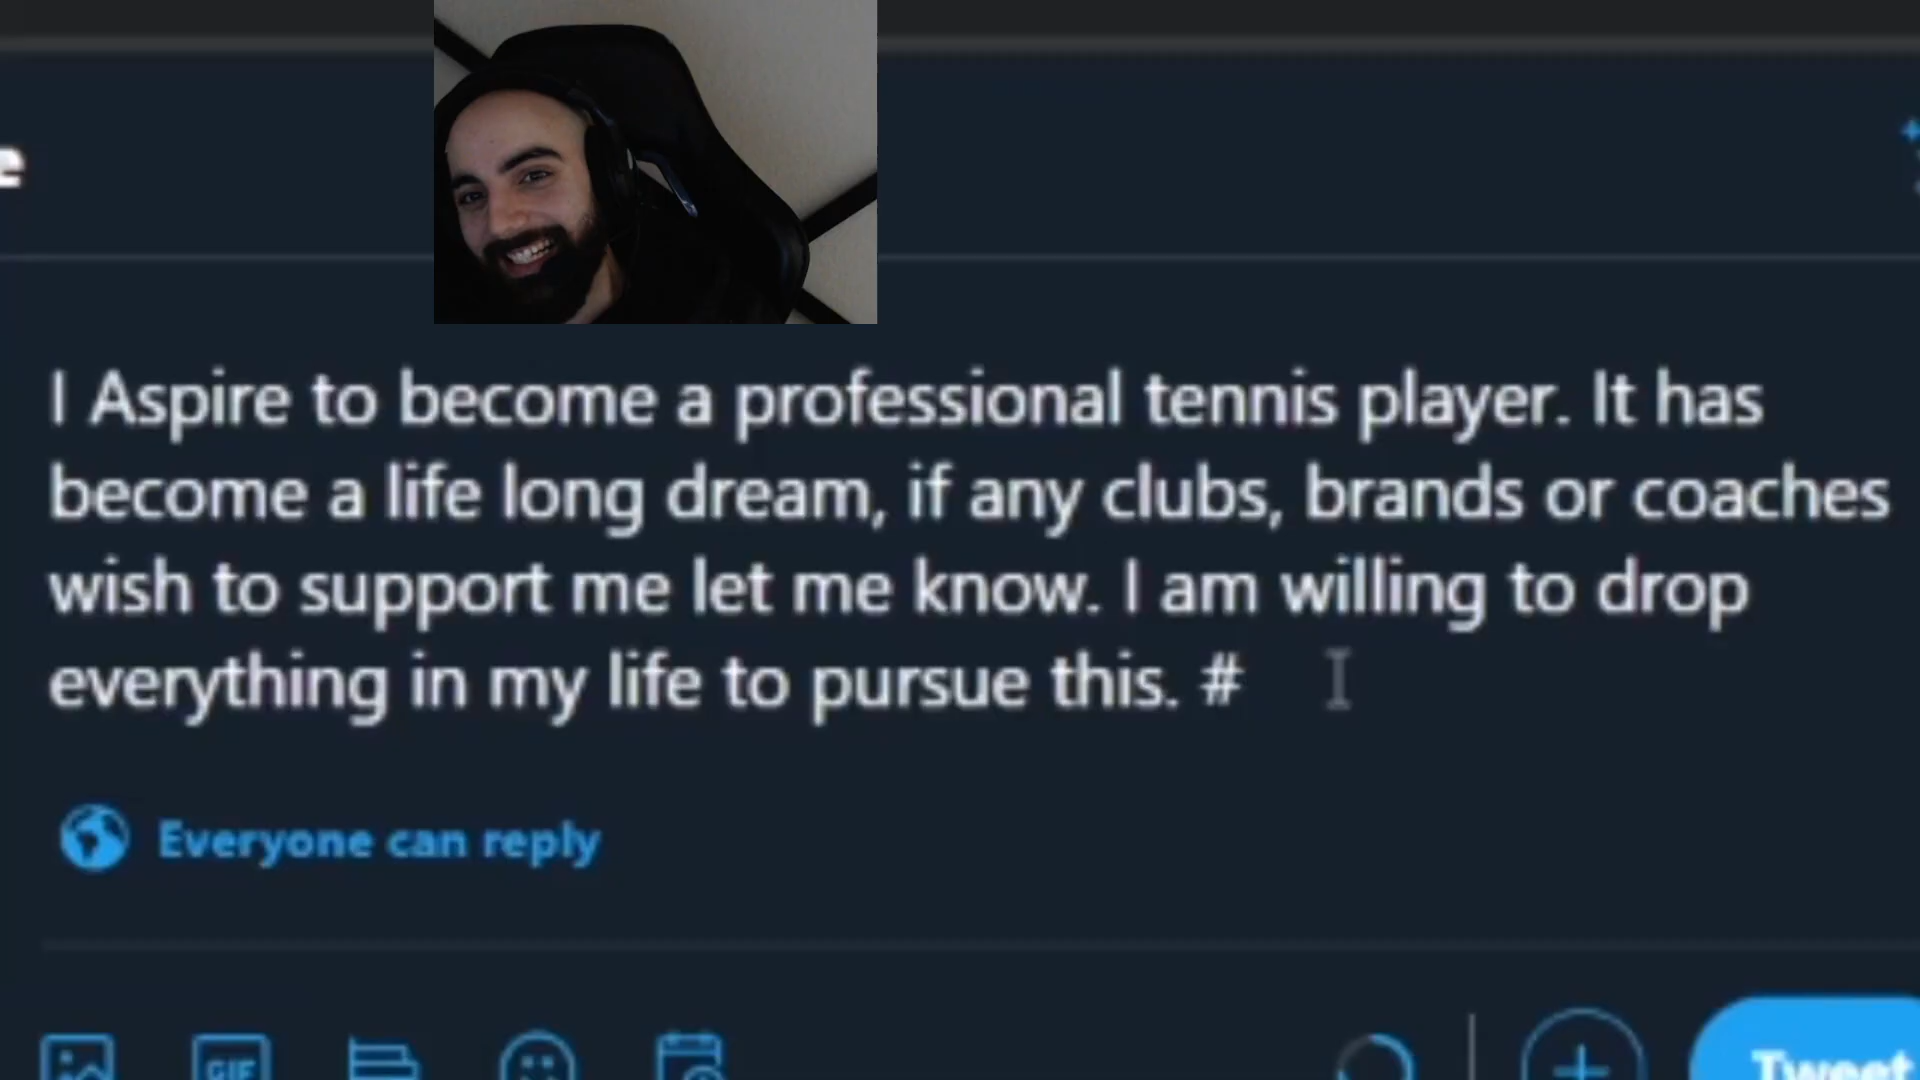 e
I Aspire to become a professional tennis player. It has
become a life long dream, if any clubs, brands or coaches
wish to support me let me know. I am willing to drop
everything in my life to pursue this. #
Everyone can reply
GIF
Tweet